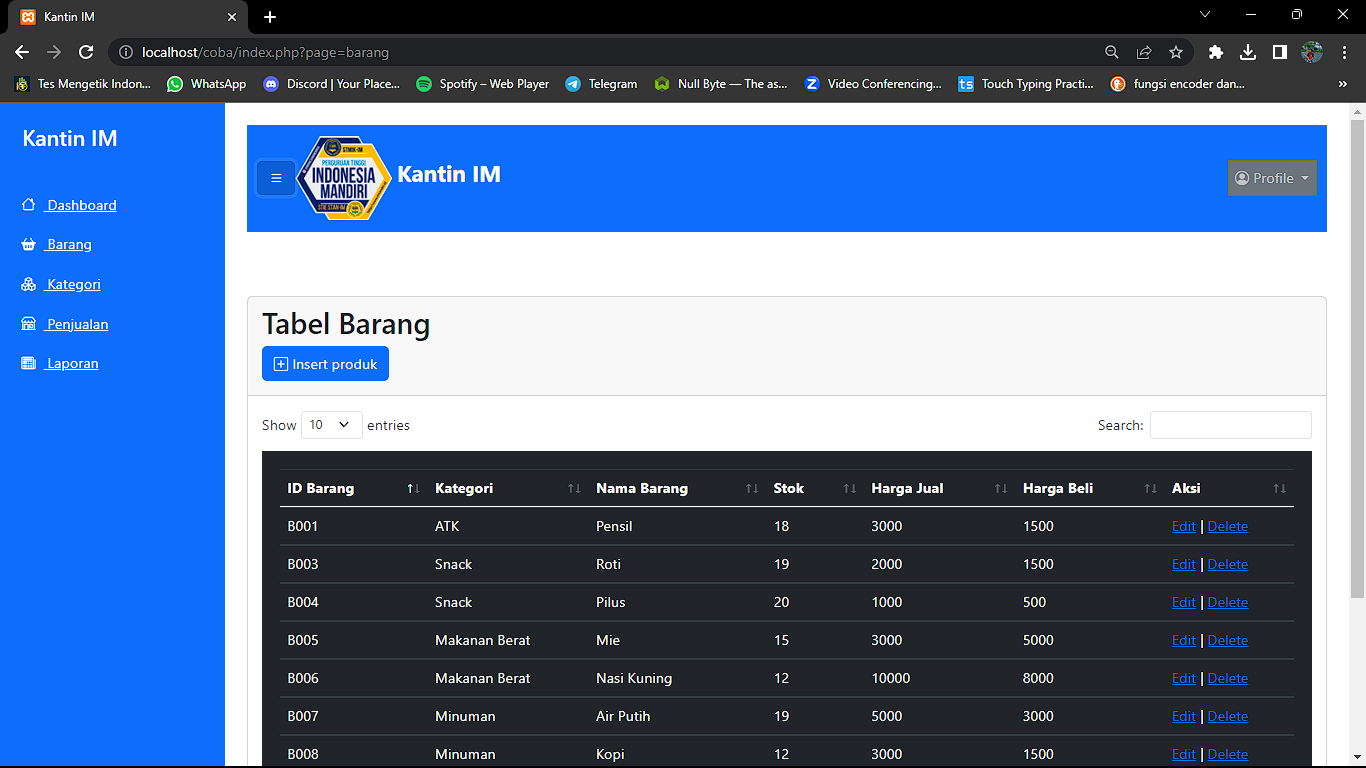 Kantin IM
localhost/coba/index.php?page=barang
Tes Mengetik Indon... WhatsApp Discord | Your Place... Spotify – Web Player Telegram Null Byte — The as... Video Conferencing... Touch Typing Practi... fungsi encoder dan... »
Kantin IM
Dashboard
Barang
Kategori
Penjualan
Laporan
STMIK-IM
PERGURUAN TINGGI
INDONESIA
MANDIRI
STIE STAN-IM
Kantin IM
Profile
Tabel Barang
Insert produk
Show 10 entries Search:
ID Barang Kategori Nama Barang Stok Harga Jual Harga Beli Aksi
B001 ATK Pensil 18 3000 1500 Edit | Delete
B003 Snack Roti 19 2000 1500 Edit | Delete
B004 Snack Pilus 20 1000 500 Edit | Delete
B005 Makanan Berat Mie 15 3000 5000 Edit | Delete
B006 Makanan Berat Nasi Kuning 12 10000 8000 Edit | Delete
B007 Minuman Air Putih 19 5000 3000 Edit | Delete
B008 Minuman Kopi 12 3000 1500 Edit | Delete